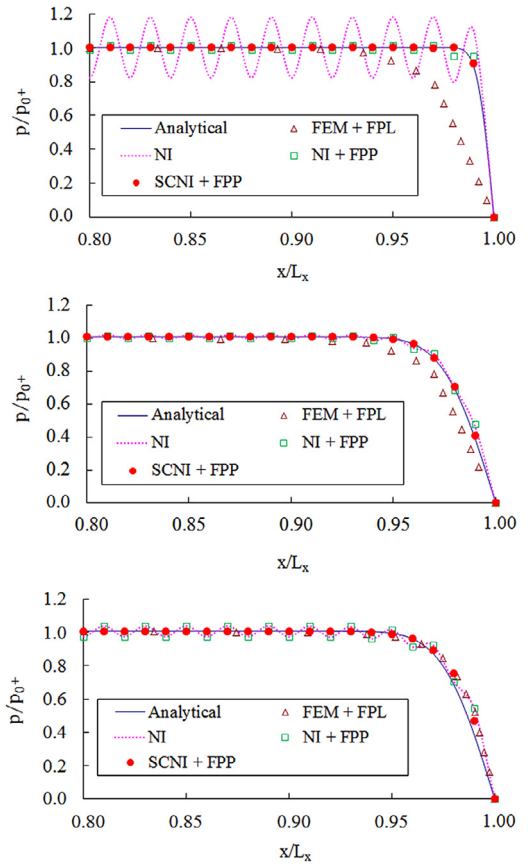 1.2
1.0
0.8
0.6
0.4
0.2
0.0
p/p₀⁺
Analytical
FEM + FPL
NI
NI + FPP
SCNI + FPP
0.80 0.85 0.90 0.95 1.00
x/Lₓ
1.2
1.0
0.8
0.6
0.4
0.2
0.0
p/p₀⁺
Analytical
FEM + FPL
NI
NI + FPP
SCNI + FPP
0.80 0.85 0.90 0.95 1.00
x/Lₓ
1.2
1.0
0.8
0.6
0.4
0.2
0.0
p/p₀⁺
Analytical
FEM + FPL
NI
NI + FPP
SCNI + FPP
0.80 0.85 0.90 0.95 1.00
x/Lₓ